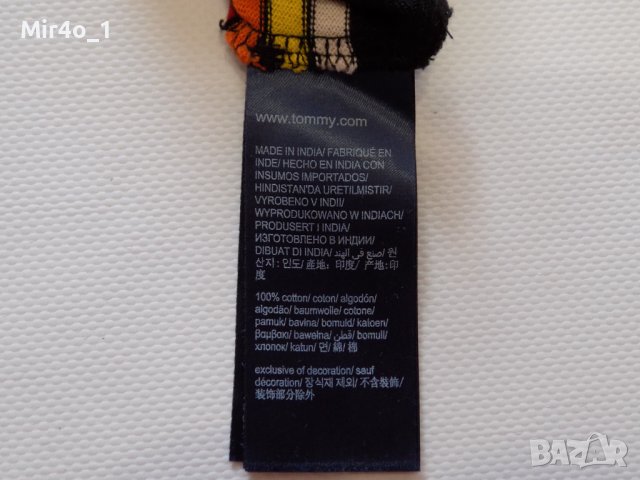 Mir4o_1
www.tommy.com
MADE IN INDIA/ FABRIQUÉ EN
INDE/ HECHO EN INDIA CON
INSUMOS IMPORTADOS/
HINDISTAN'DA URETILMISTIR/
VYROBENO V INDII/
WYPRODUKOWANO W INDIACH/
PRODUSERT I INDIA/
ИЗГОТОВЛЕНО В ИНДИИ/
DIBUAT DI INDIA/ صنع في الهند/ 원
산지: 인도/ 產地: 印度/ 产地: 印
度
100% cotton/ coton/ algodón/
algodão/ baumwolle/ cotone/
pamuk/ bavlna/ bomuld/ katoen/
βαμβακι/ bawełna/ قطن/ bomull/
хлопок/ katun/ 면/ 綿/ 棉
exclusive of decoration/ sauf
décoration/ 장식재 제외/ 不含裝飾/
装饰部分除外
BAZAR